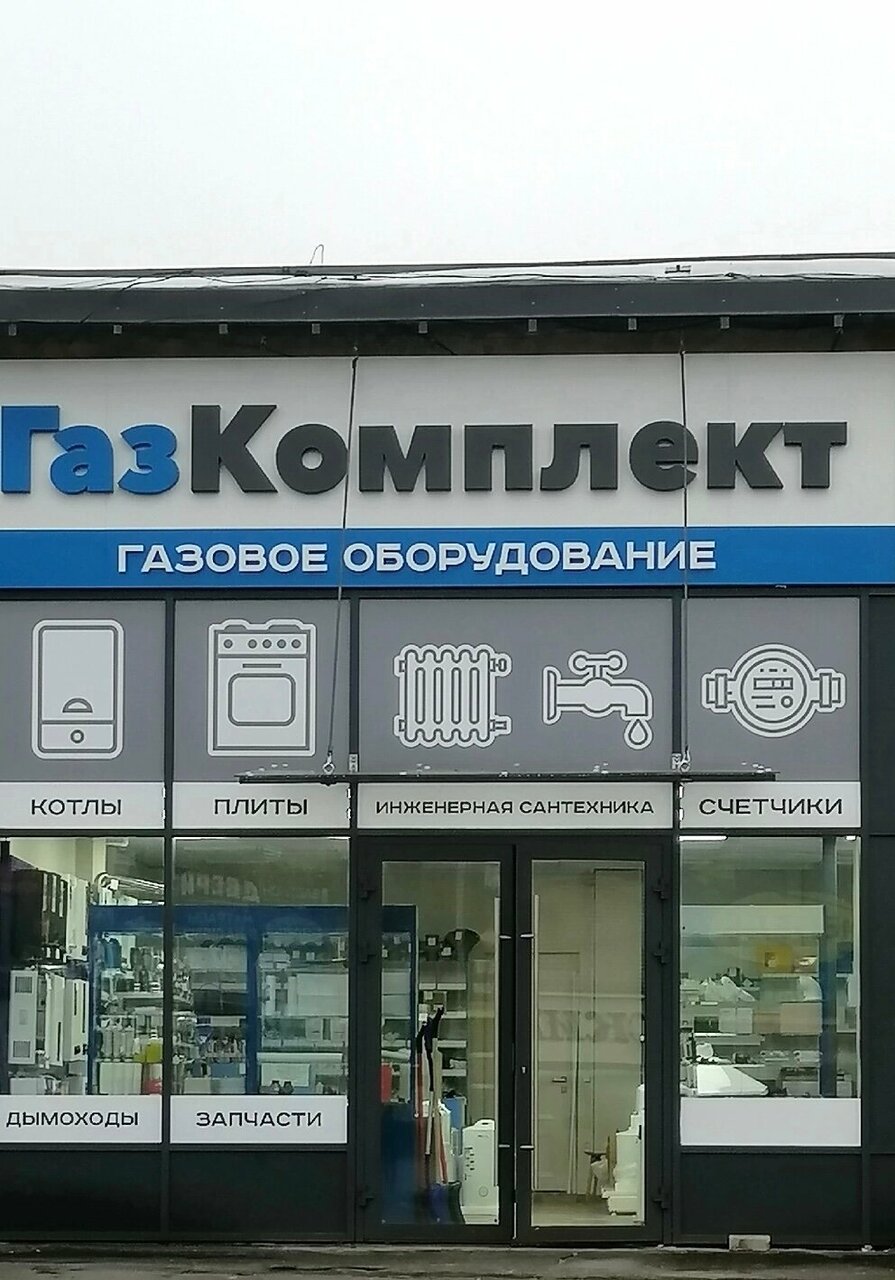 ГазКомплект
ГАЗОВОЕ ОБОРУДОВАНИЕ
КОТЛЫ
ПЛИТЫ
ИНЖЕНЕРНАЯ САНТЕХНИКА
СЧЕТЧИКИ
ДЫМОХОДЫ
ЗАПЧАСТИ